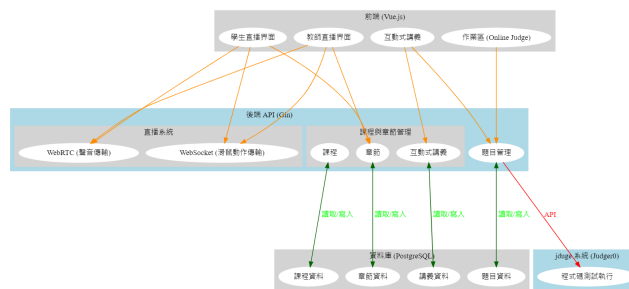 前端 (Vue.js)
學生直播界面
教師直播界面
互動式講義
作業區 (Online Judge)
後端 API (Gin)
直播系統
課程與章節管理
WebRTC (聲音傳輸)
WebSocket (滑鼠動作傳輸)
課程
章節
互動式講義
題目管理
讀取/寫入
讀取/寫入
讀取/寫入
讀取/寫入
API
資料庫 (PostgreSQL)
jduge 系統 (Judger0)
課程資料
章節資料
講義資料
題目資料
程式碼測試執行